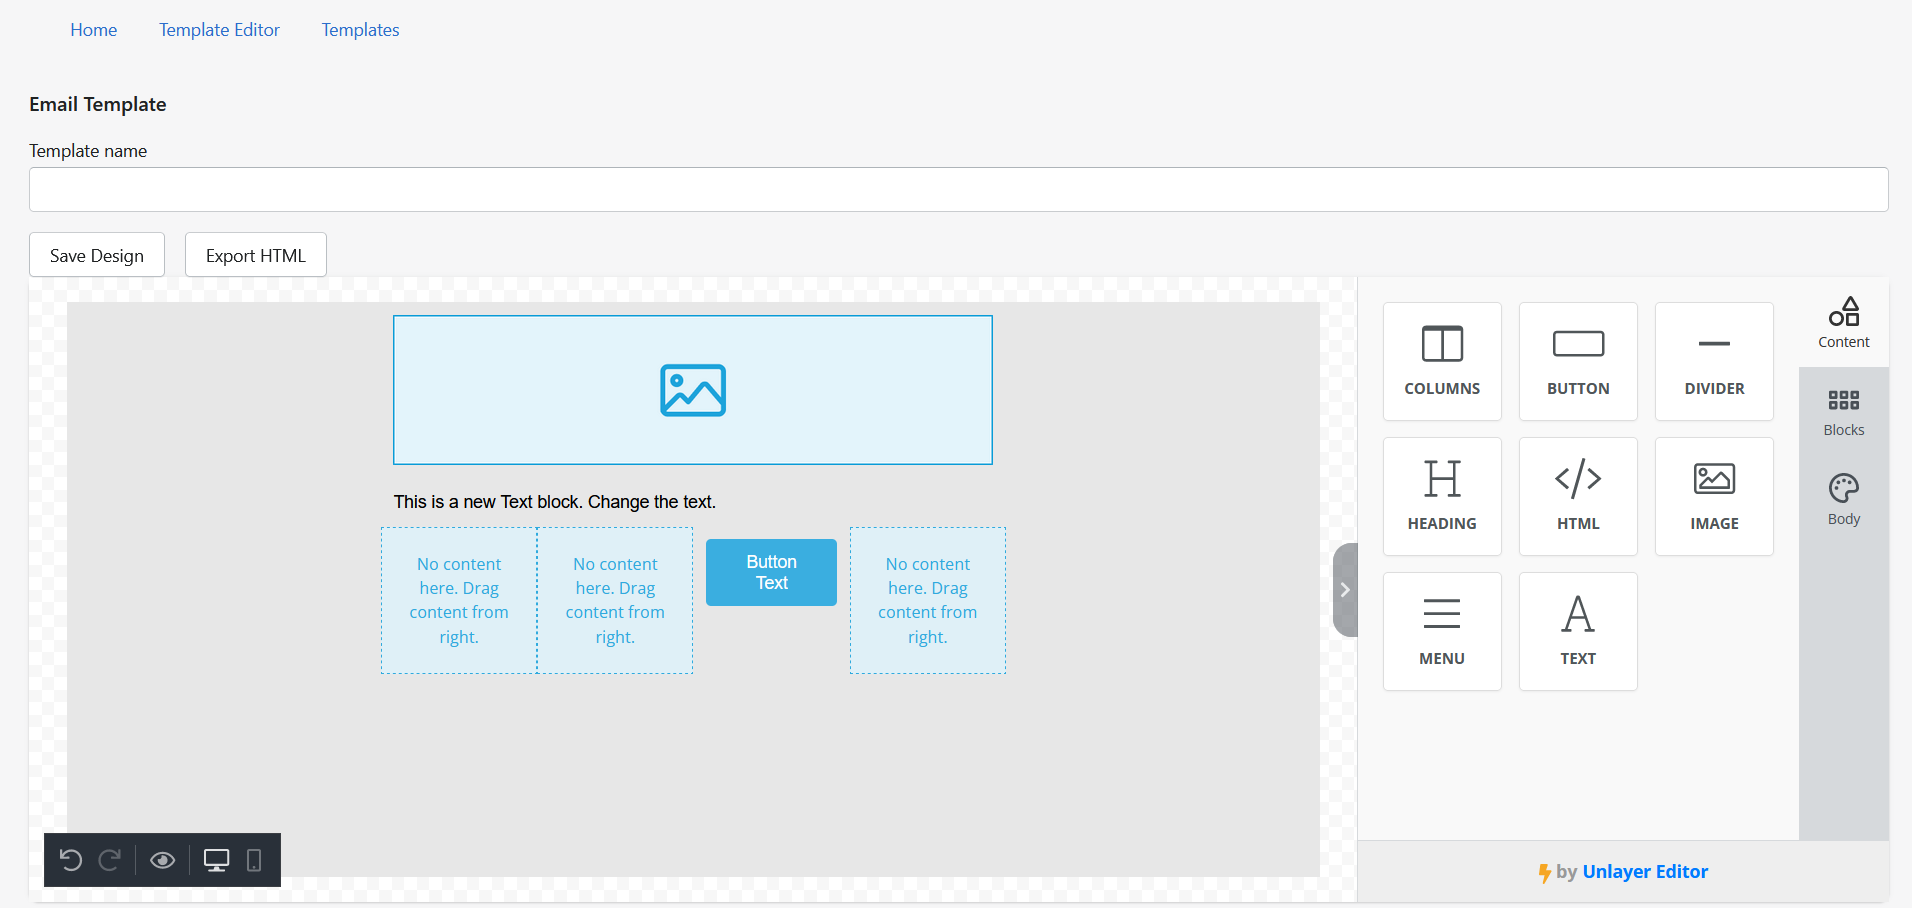 Home Template Editor Templates
Email Template
Template name
Save Design Export HTML
This is a new Text block. Change the text.
No content
here. Drag
content from
right.
No content
here. Drag
content from
right.
Button
Text
No content
here. Drag
content from
right.
COLUMNS BUTTON DIVIDER
HEADING HTML IMAGE
MENU TEXT
Content
Blocks
Body
by Unlayer Editor